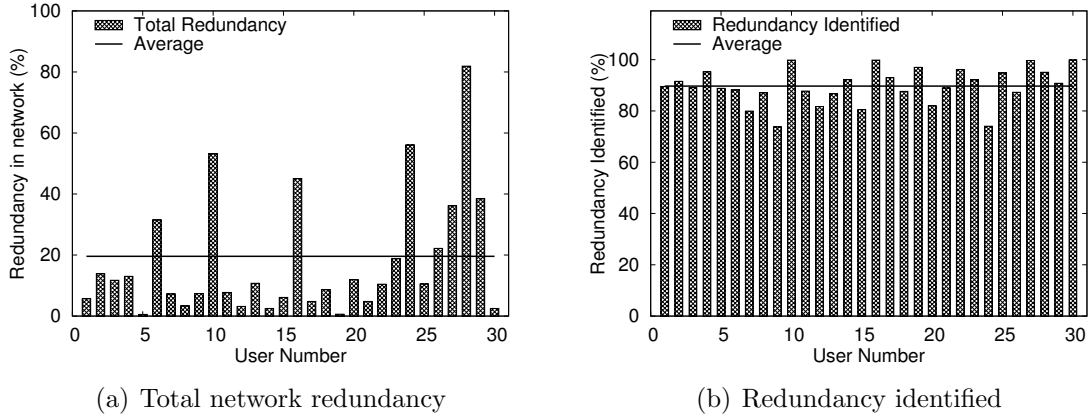 Redundancy in network (%)
100
80
60
40
20
0
Total Redundancy
Average
0 5 10 15 20 25 30
User Number
(a) Total network redundancy
Redundancy Identified (%)
100
80
60
40
20
0
Redundancy Identified
Average
0 5 10 15 20 25 30
User Number
(b) Redundancy identified